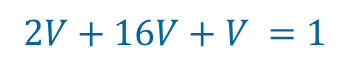 2V + 16V + V = 1